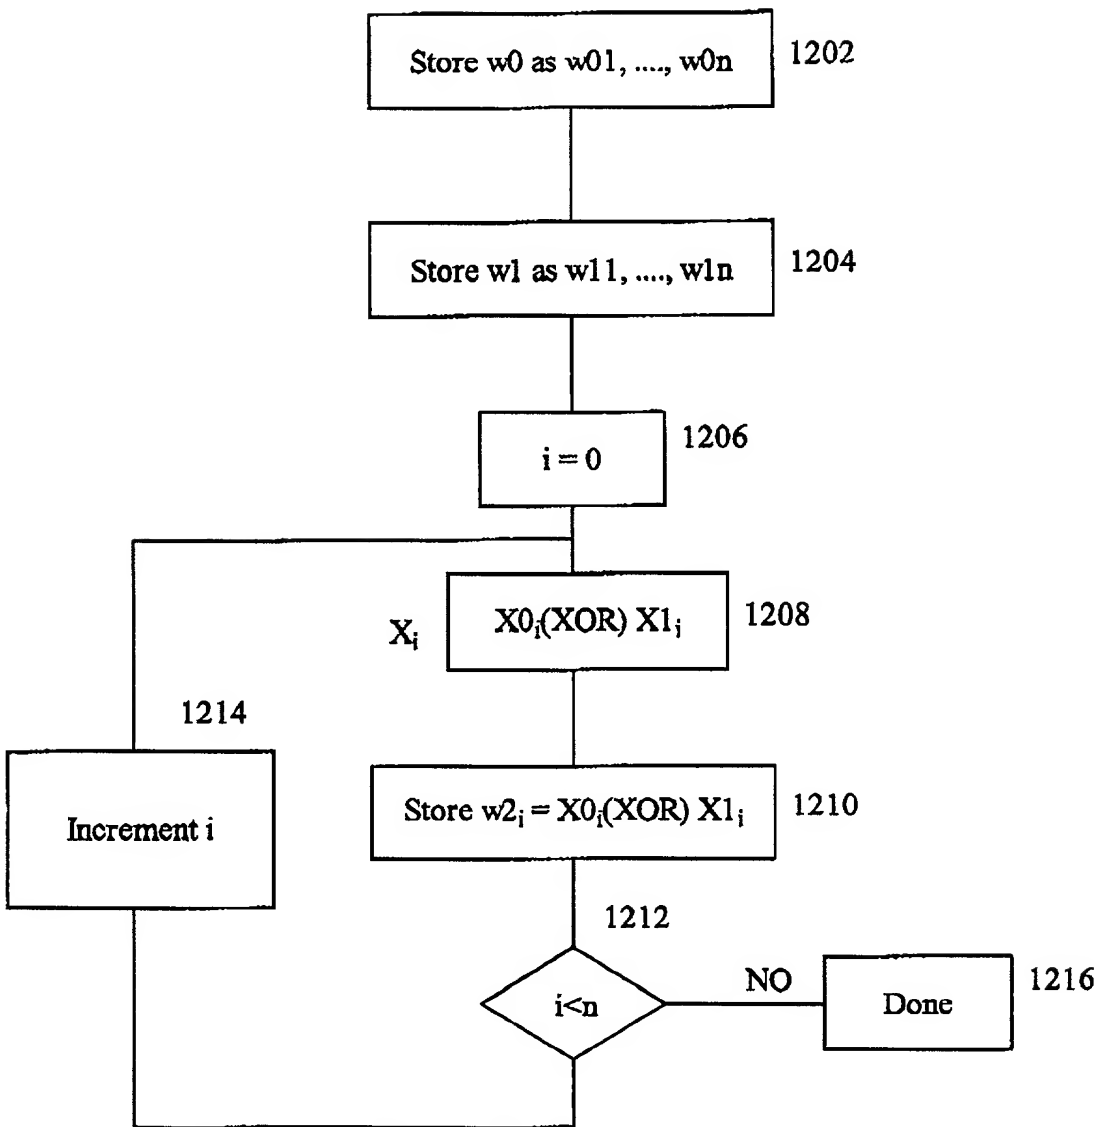 Store w0 as w01, ...., w0n
1202
Store w1 as w11, ...., w1n
1204
i = 0
1206
Xᵢ
X0ᵢ(XOR) X1ᵢ
1208
1214
Increment i
Store w2ᵢ = X0ᵢ(XOR) X1ᵢ
1210
1212
i<n
NO
Done
1216